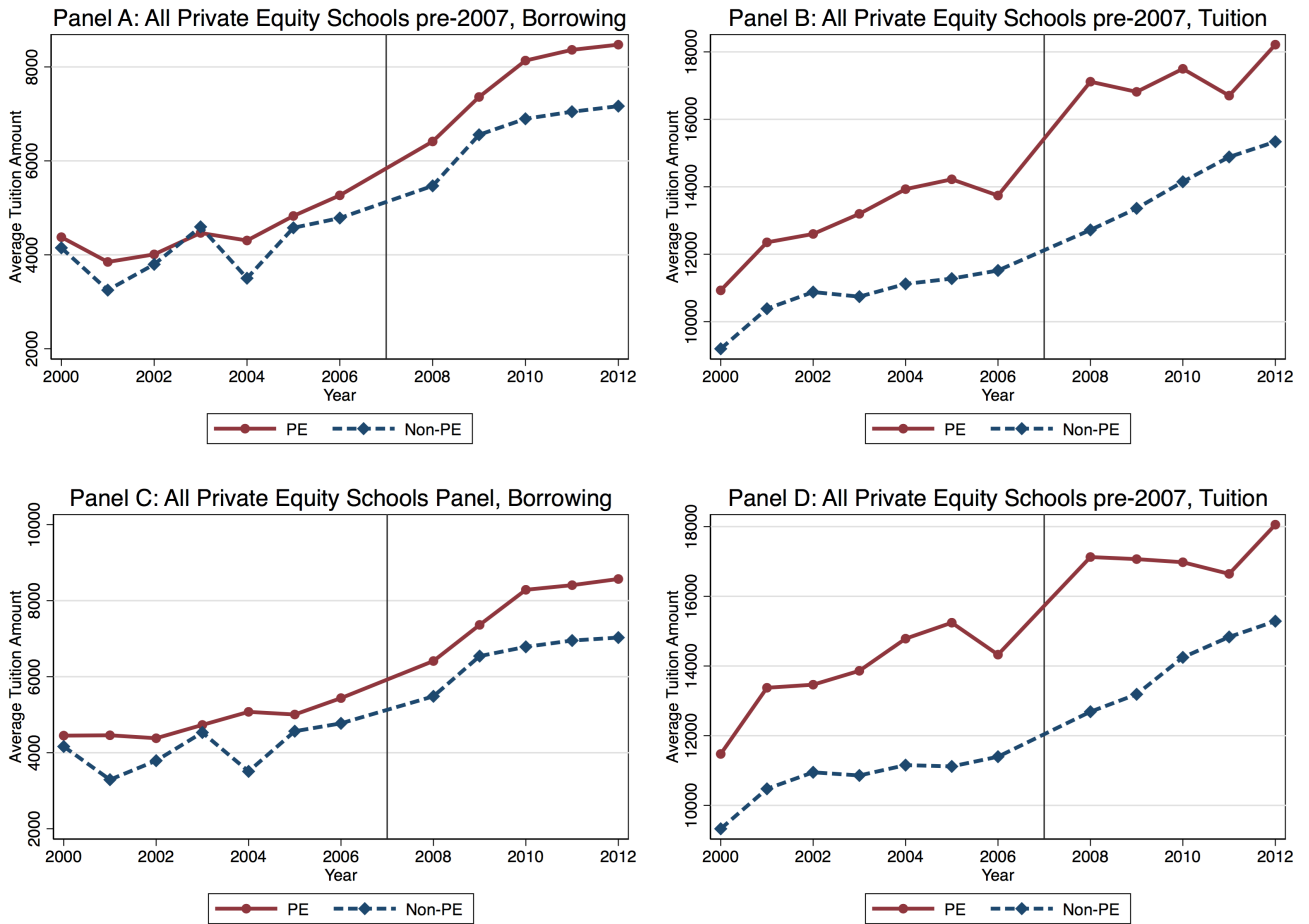 Panel A: All Private Equity Schools pre-2007, Borrowing
Average Tuition Amount
8000
6000
4000
2000
2000 2002 2004 2006 2008 2010 2012
Year
PE Non-PE
Panel B: All Private Equity Schools pre-2007, Tuition
Average Tuition Amount
18000
16000
14000
12000
10000
2000 2002 2004 2006 2008 2010 2012
Year
PE Non-PE
Panel C: All Private Equity Schools Panel, Borrowing
Average Tuition Amount
10000
8000
6000
4000
2000
2000 2002 2004 2006 2008 2010 2012
Year
PE Non-PE
Panel D: All Private Equity Schools pre-2007, Tuition
Average Tuition Amount
18000
16000
14000
12000
10000
2000 2002 2004 2006 2008 2010 2012
Year
PE Non-PE